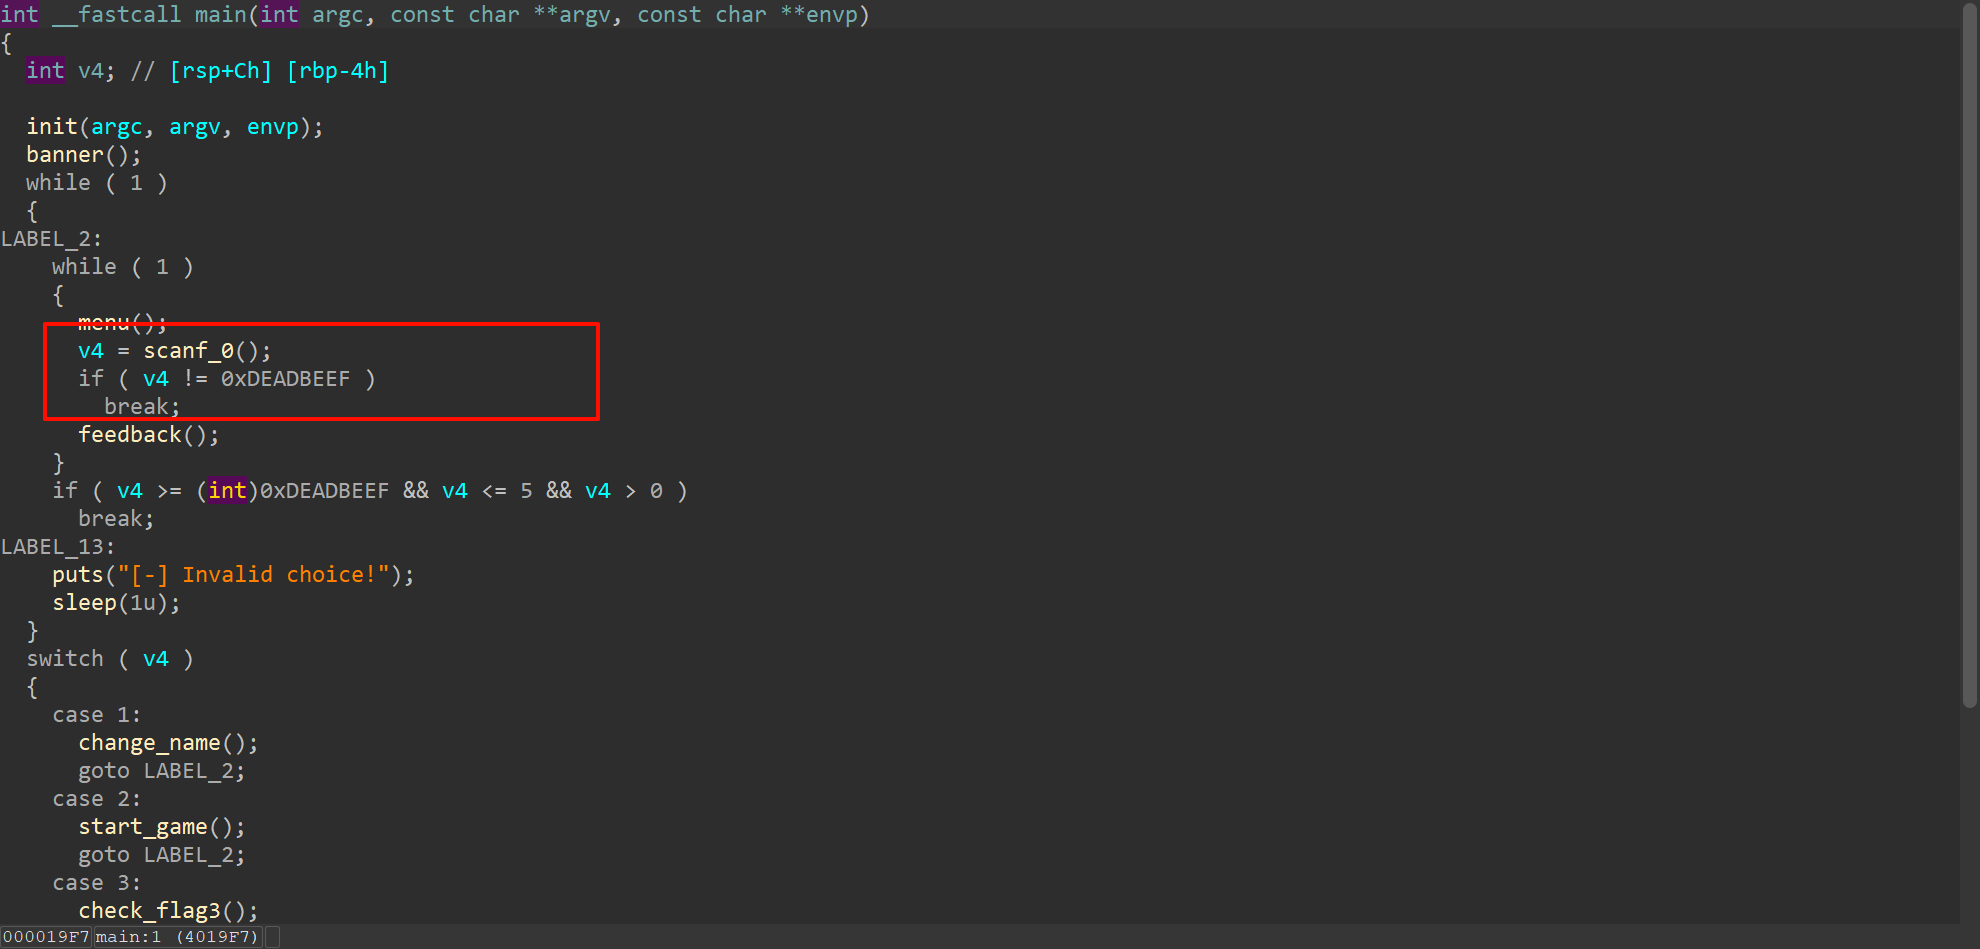 int __fastcall main(int argc, const char **argv, const char **envp)
{
  int v4; // [rsp+Ch] [rbp-4h]

  init(argc, argv, envp);
  banner();
  while ( 1 )
  {
LABEL_2:
    while ( 1 )
    {
      menu();
      v4 = scanf_0();
      if ( v4 != 0xDEADBEEF )
        break;
      feedback();
    }
    if ( v4 >= (int)0xDEADBEEF && v4 <= 5 && v4 > 0 )
      break;
LABEL_13:
    puts("[-] Invalid choice!");
    sleep(1u);
  }
  switch ( v4 )
  {
    case 1:
      change_name();
      goto LABEL_2;
    case 2:
      start_game();
      goto LABEL_2;
    case 3:
      check_flag3();
000019F7 main:1 (4019F7)